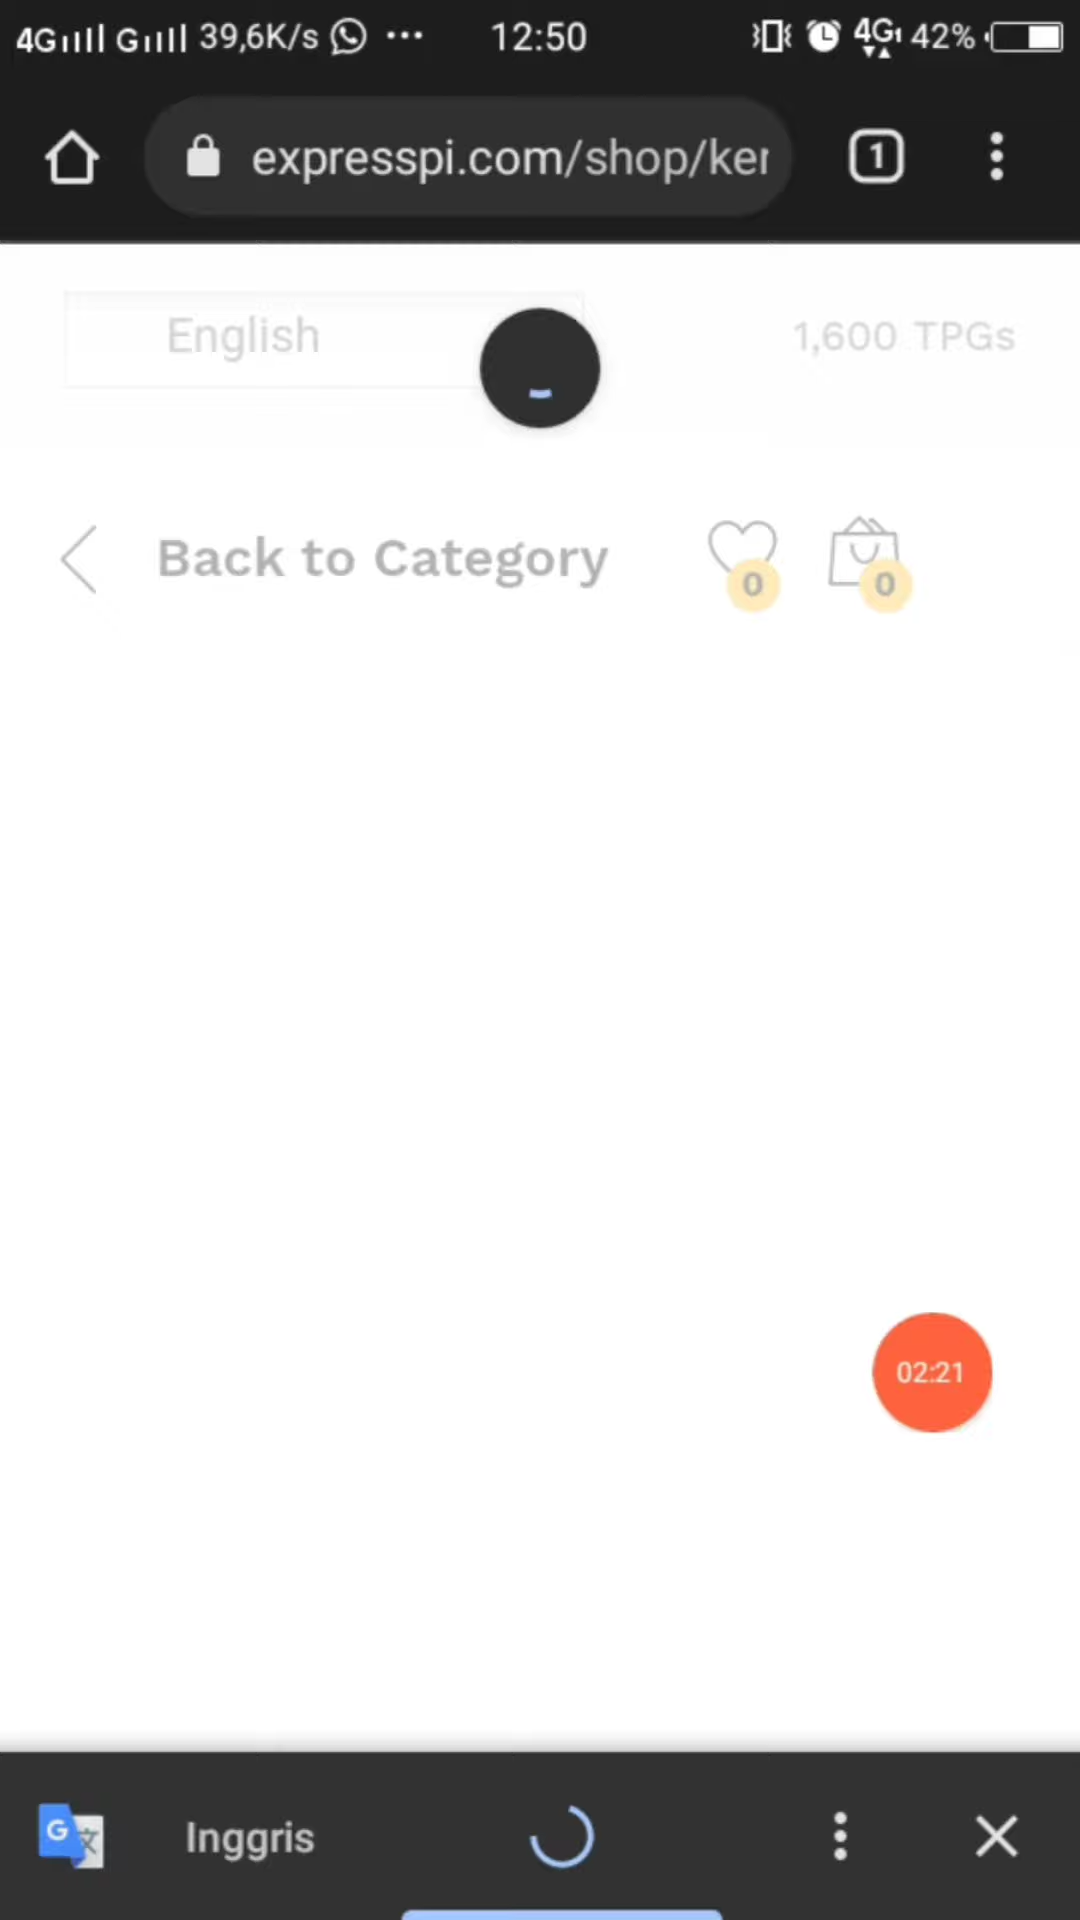 4G G 39,6K/s ... 12:50 4G 42%
expresspi.com/shop/ker 1
English 1,600 TPGs
Back to Category 0 0
02:21
G 文 Inggris